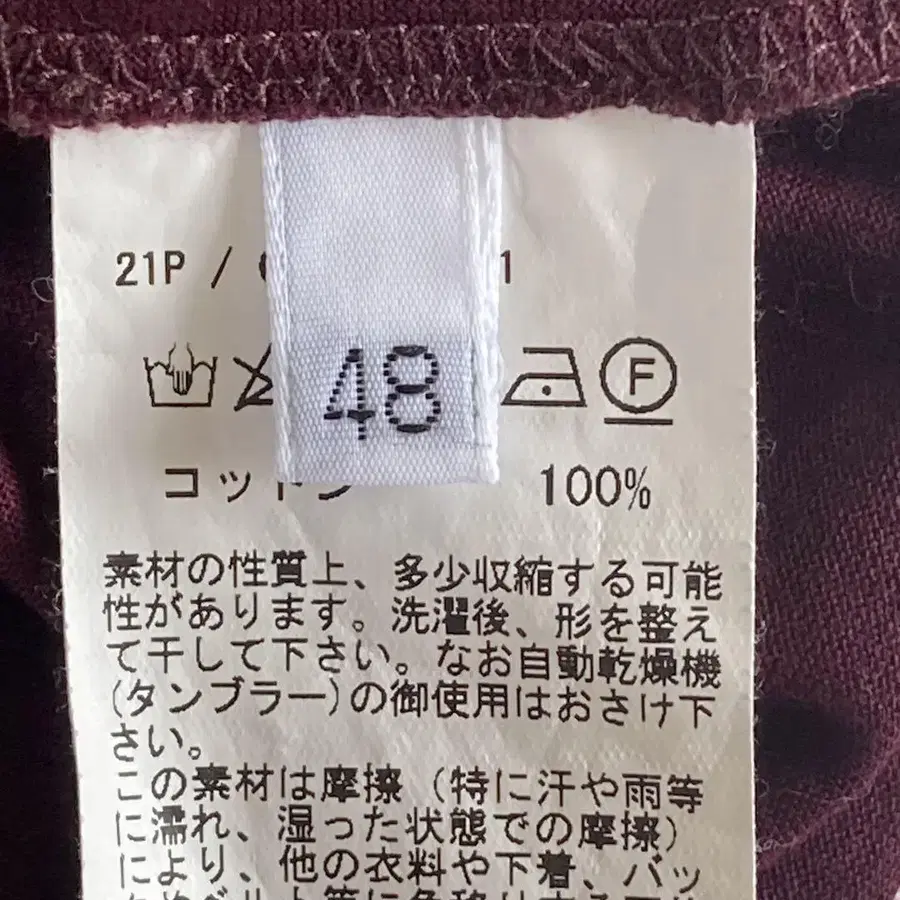 21P / 1
48
F
コットン 100%
素材の性質上、多少収縮する可能
性があります。洗濯後、形を整え
て干して下さい。なお自動乾燥機
(タンブラー)の御使用はおさけ下
さい。
この素材は摩擦（特に汗や雨等
に濡れ、湿った状態での摩擦）
により、他の衣料や下着、バッ